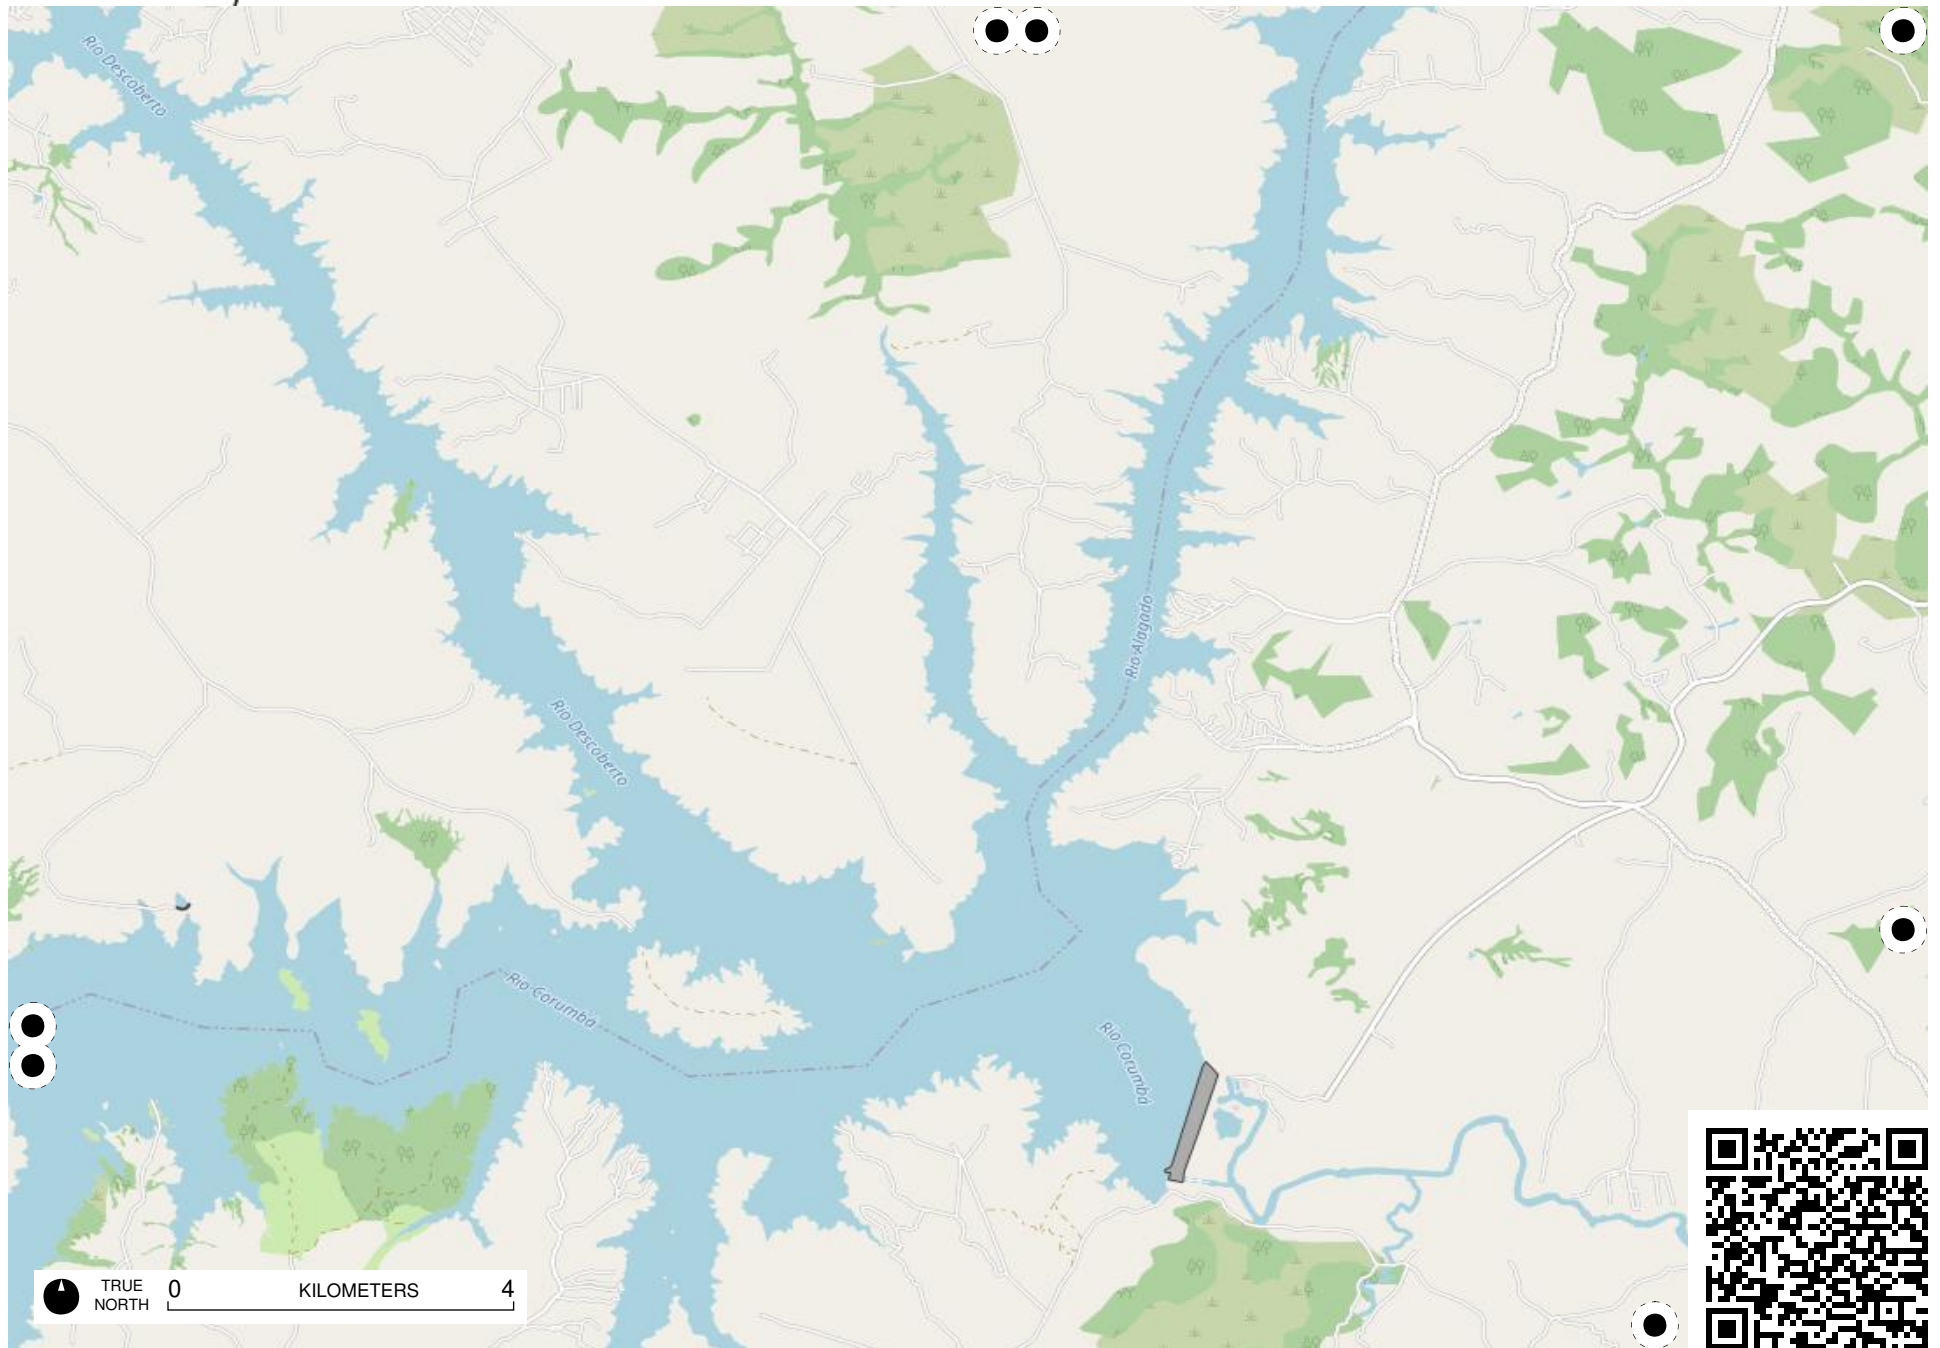 Rio Descoberto
Rio Alagado
Rio Descoberto
Rio Corumbá
Rio Corumbá
TRUE NORTH
0 KILOMETERS 4